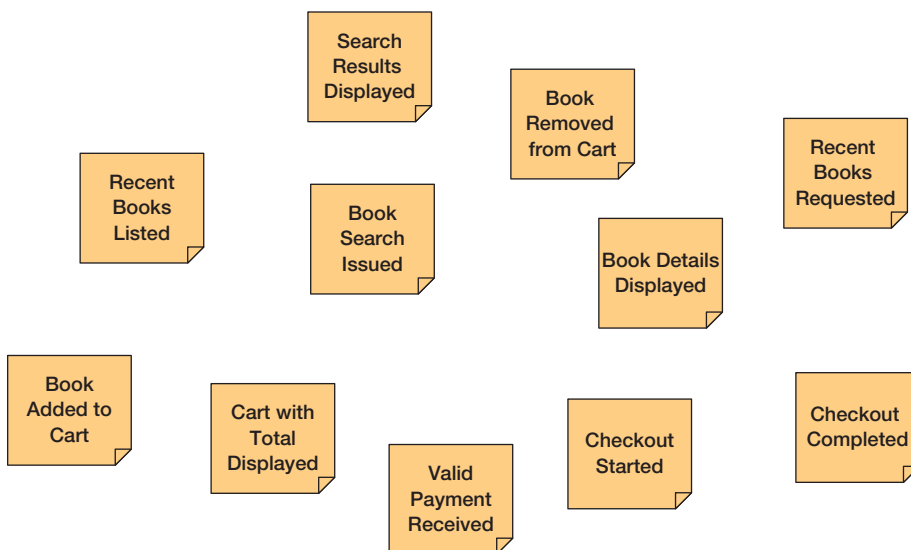 Search
Results
Displayed
Book
Removed
from Cart
Recent
Books
Requested
Recent
Books
Listed
Book
Search
Issued
Book Details
Displayed
Book
Added to
Cart
Cart with
Total
Displayed
Valid
Payment
Received
Checkout
Started
Checkout
Completed